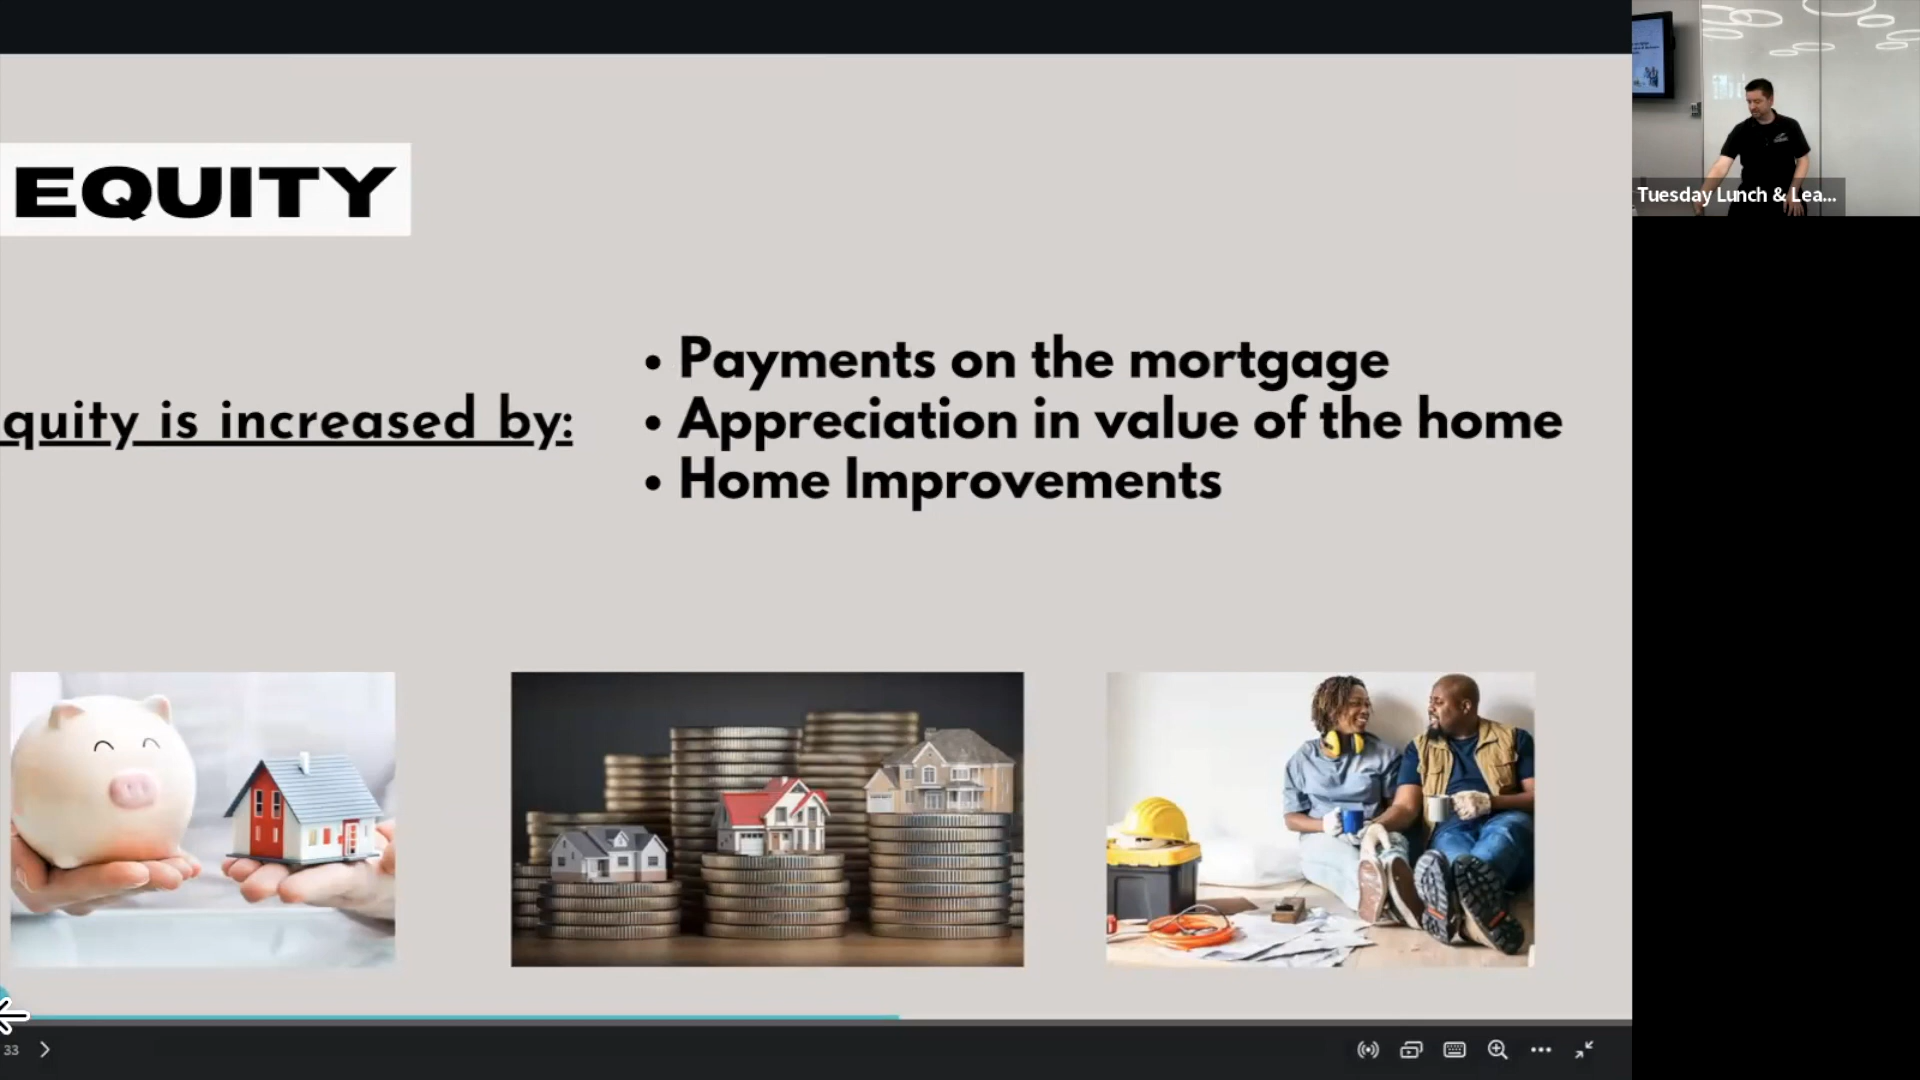 EQUITY
quity is increased by:
• Payments on the mortgage
• Appreciation in value of the home
• Home Improvements
Tuesday Lunch & Lea...
33